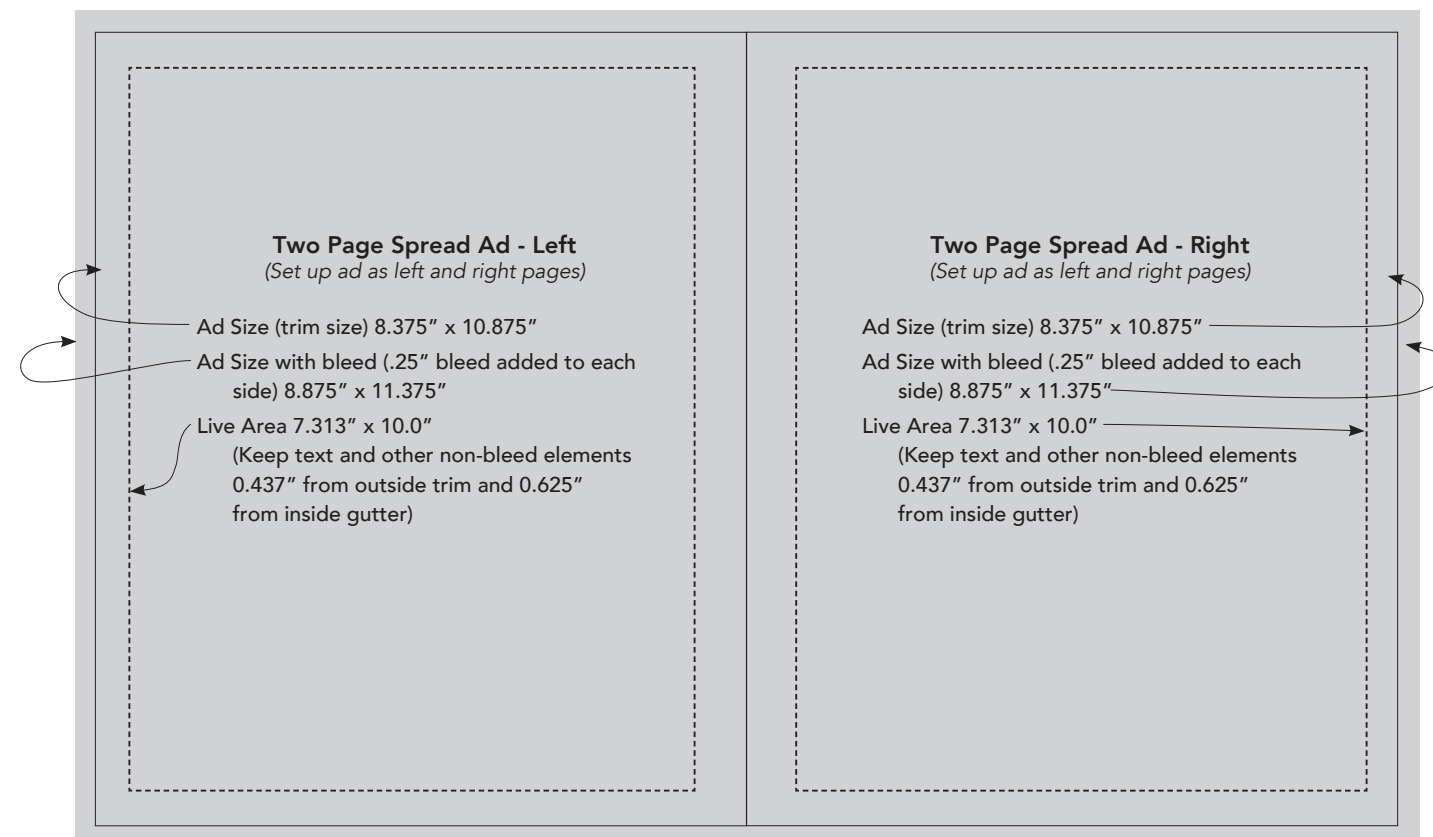 Two Page Spread Ad - Left
(Set up ad as left and right pages)
Ad Size (trim size) 8.375” x 10.875”
Ad Size with bleed (.25” bleed added to each
side) 8.875” x 11.375”
Live Area 7.313” x 10.0”
(Keep text and other non-bleed elements
0.437” from outside trim and 0.625”
from inside gutter)
Two Page Spread Ad - Right
(Set up ad as left and right pages)
Ad Size (trim size) 8.375” x 10.875”
Ad Size with bleed (.25” bleed added to each
side) 8.875” x 11.375”
Live Area 7.313” x 10.0”
(Keep text and other non-bleed elements
0.437” from outside trim and 0.625”
from inside gutter)